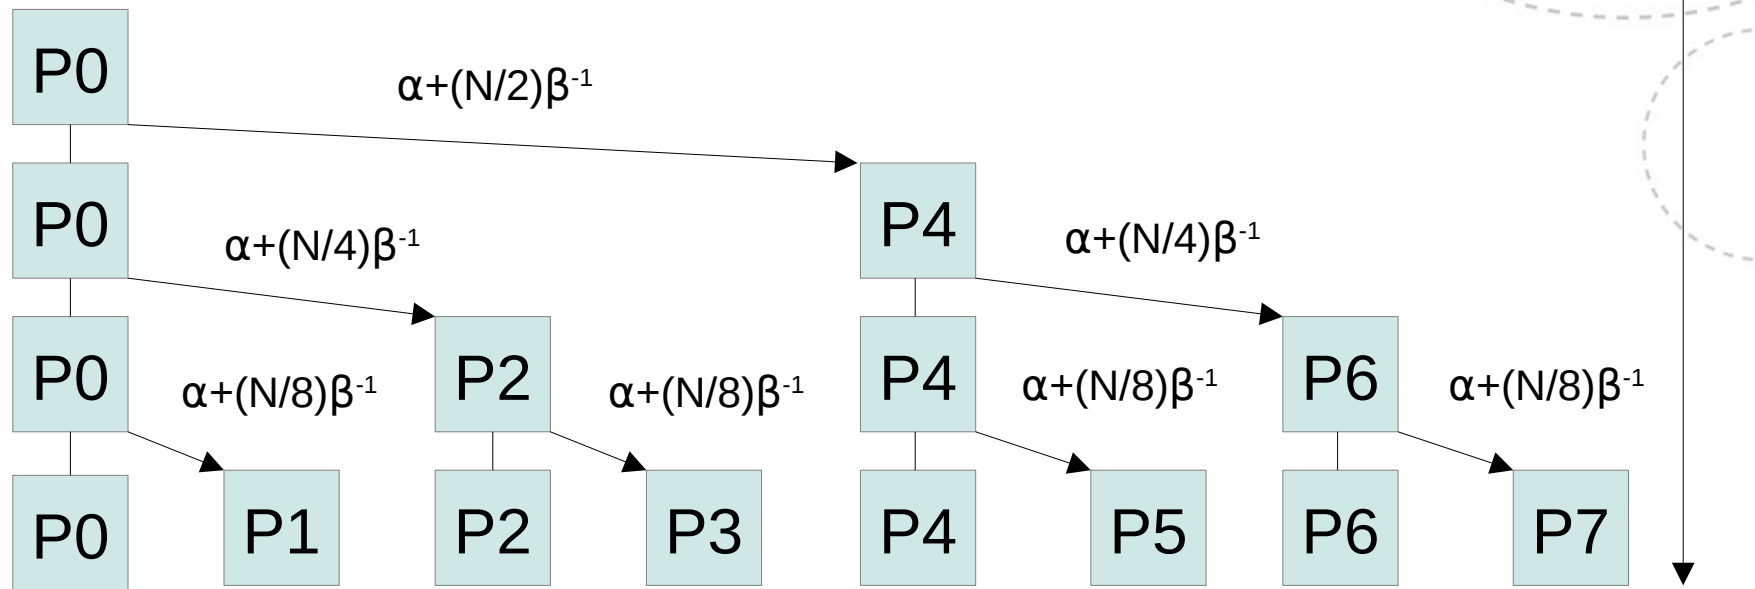 P0
α+(N/2)β⁻¹
P0
P4
α+(N/4)β⁻¹
α+(N/4)β⁻¹
P0
P2
P4
P6
α+(N/8)β⁻¹
α+(N/8)β⁻¹
α+(N/8)β⁻¹
α+(N/8)β⁻¹
P0
P1
P2
P3
P4
P5
P6
P7